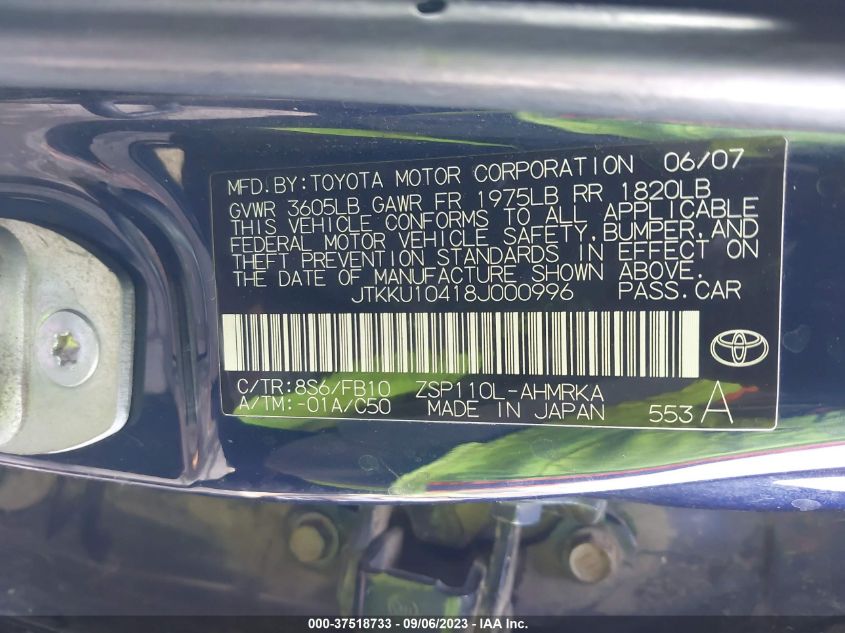 MFD.BY:TOYOTA MOTOR CORPORATION 06/07
GVWR 3605LB GAWR FR 1975LB RR 1820LB
THIS VEHICLE CONFORMS TO ALL APPLICABLE
FEDERAL MOTOR VEHICLE SAFETY,BUMPER,AND
THEFT PREVENTION STANDARDS IN EFFECT ON
THE DATE OF MANUFACTURE SHOWN ABOVE.
JTKKU10418J000996 PASS.CAR
C/TR:8S6/FB10 ZSP110L-AHMRKA
A/TM:-01A/C50 MADE IN JAPAN 553 A
000-37518733 - 09/06/2023 - IAA Inc.